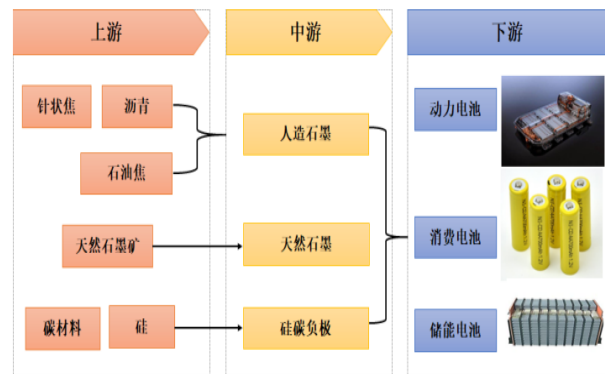 上游
中游
下游
针状焦
沥青
石油焦
人造石墨
动力电池
天然石墨矿
天然石墨
消费电池
碳材料
硅
硅碳负极
储能电池